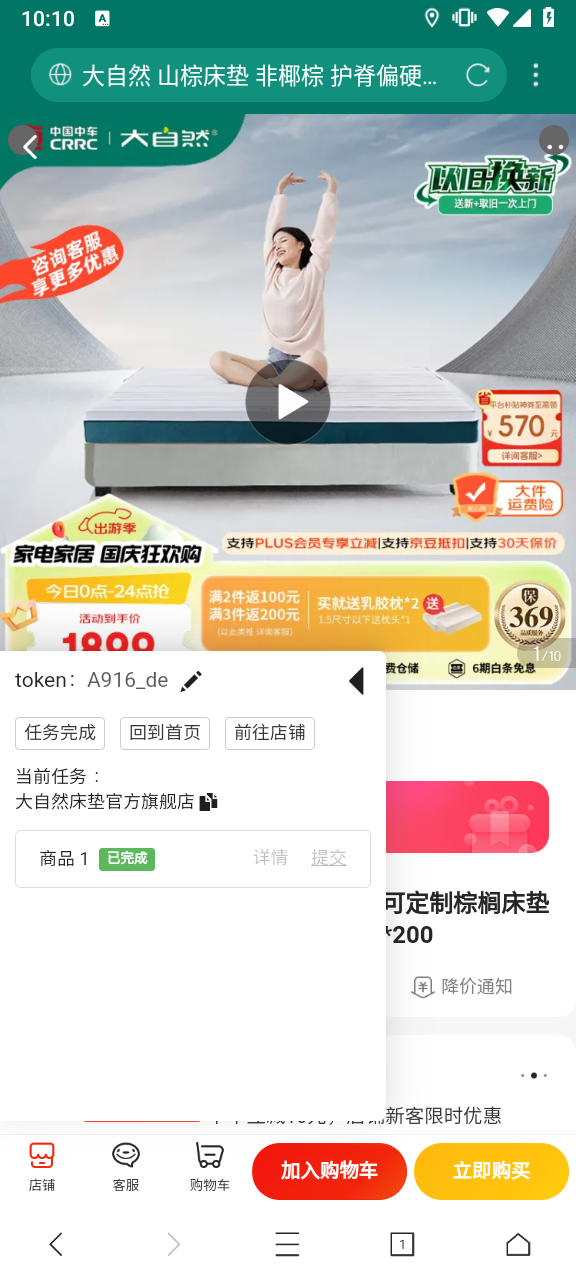 10:10
A
大自然 山棕床垫 非椰棕 护脊偏硬...
中国中车
CRRC
大自然®
以旧换新
送新+取旧一次上门
咨询客服
享更多优惠
省
平台补贴神券至高领
¥570元
详询客服>
大件
运费险
出游季
家电家居 国庆狂欢购
支持PLUS会员专享立减|支持京豆抵扣|支持30天保价
今日0点-24点抢
活动到手价
1899
满2件返100元
满3件返200元
(以此类推 详询客服)
买就送乳胶枕*2
1.5尺寸以下送枕头*1
送
保
369
品质服务
费仓储
6期白条免息
1/10
token: A916_de
任务完成
回到首页
前往店铺
当前任务：
大自然床垫官方旗舰店
商品 1
已完成
详情
提交
可定制棕榈床垫
*200
降价通知
店铺新客限时优惠
店铺
客服
购物车
加入购物车
立即购买
1